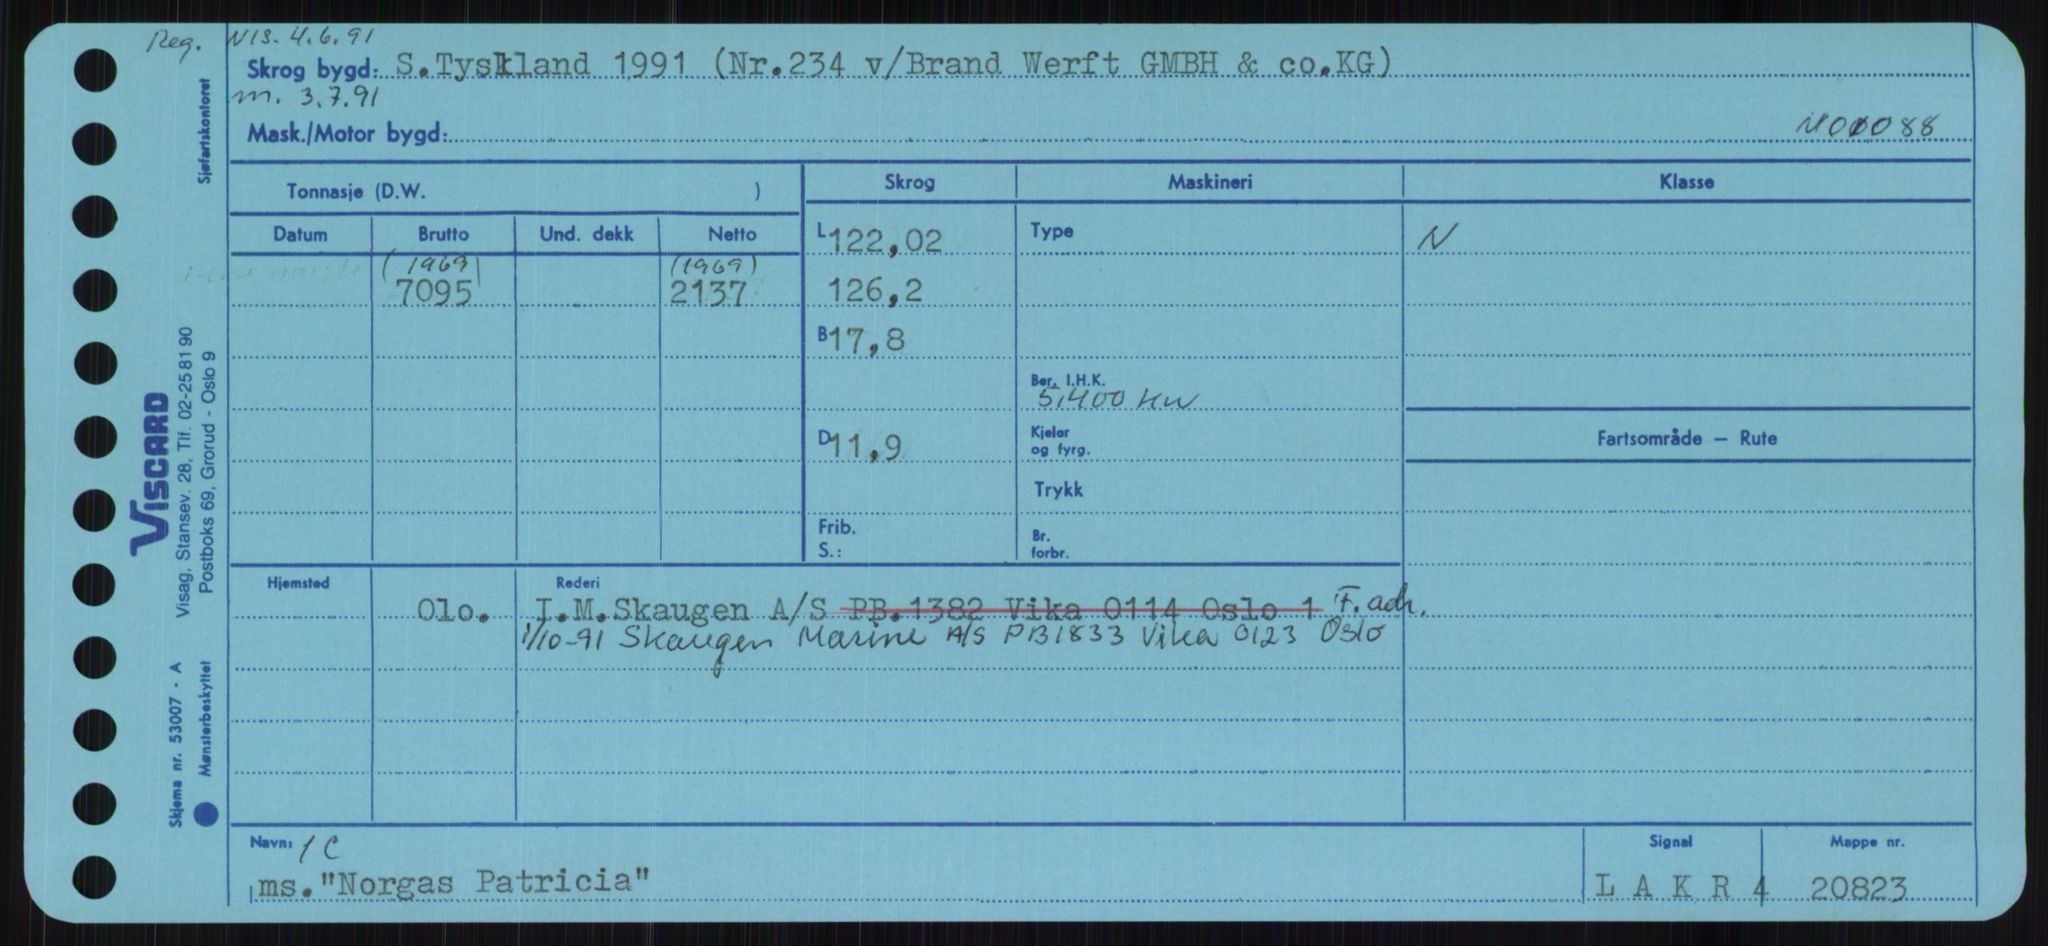 Reg. NIS. 4.6.91
Skrog bygd: S.Tyskland 1991 (Nr.234 v/Brand Werft GMBH & co.KG)
m. 3.7.91
Mask./Motor bygd:
Sjøfartskontoret
Tonnasje (D.W. )
Skrog
Maskineri
Klasse
Datum
Brutto
Und. dekk
Netto
L 122,02
Type
N
(1969)
(1969)
7095
2137
126,2
B 17,8
Ber. I.H.K.
5,400 KW
D 11,9
Kjeler
og fyrg.
Fartsområde — Rute
Trykk
Frib.
S.:
Br.
forbr.
Hjemsted
Rederi
Olo.
I.M.Skaugen A/S PB.1382 Vika 0114 Oslo 1 F. adr.
1/10-91 Skaugen Marine A/S PB1833 Vika 0123 Oslo
Navn: 1C
ms."Norgas Patricia"
Signal
LAKR4
Mappe nr.
20823
VISCARD
Visag, Stansev. 28, Tlf. 02-25 81 90
Postboks 69, Grorud - Oslo 9
Skjema nr. 53007 - A
Mønsterbeskyttet